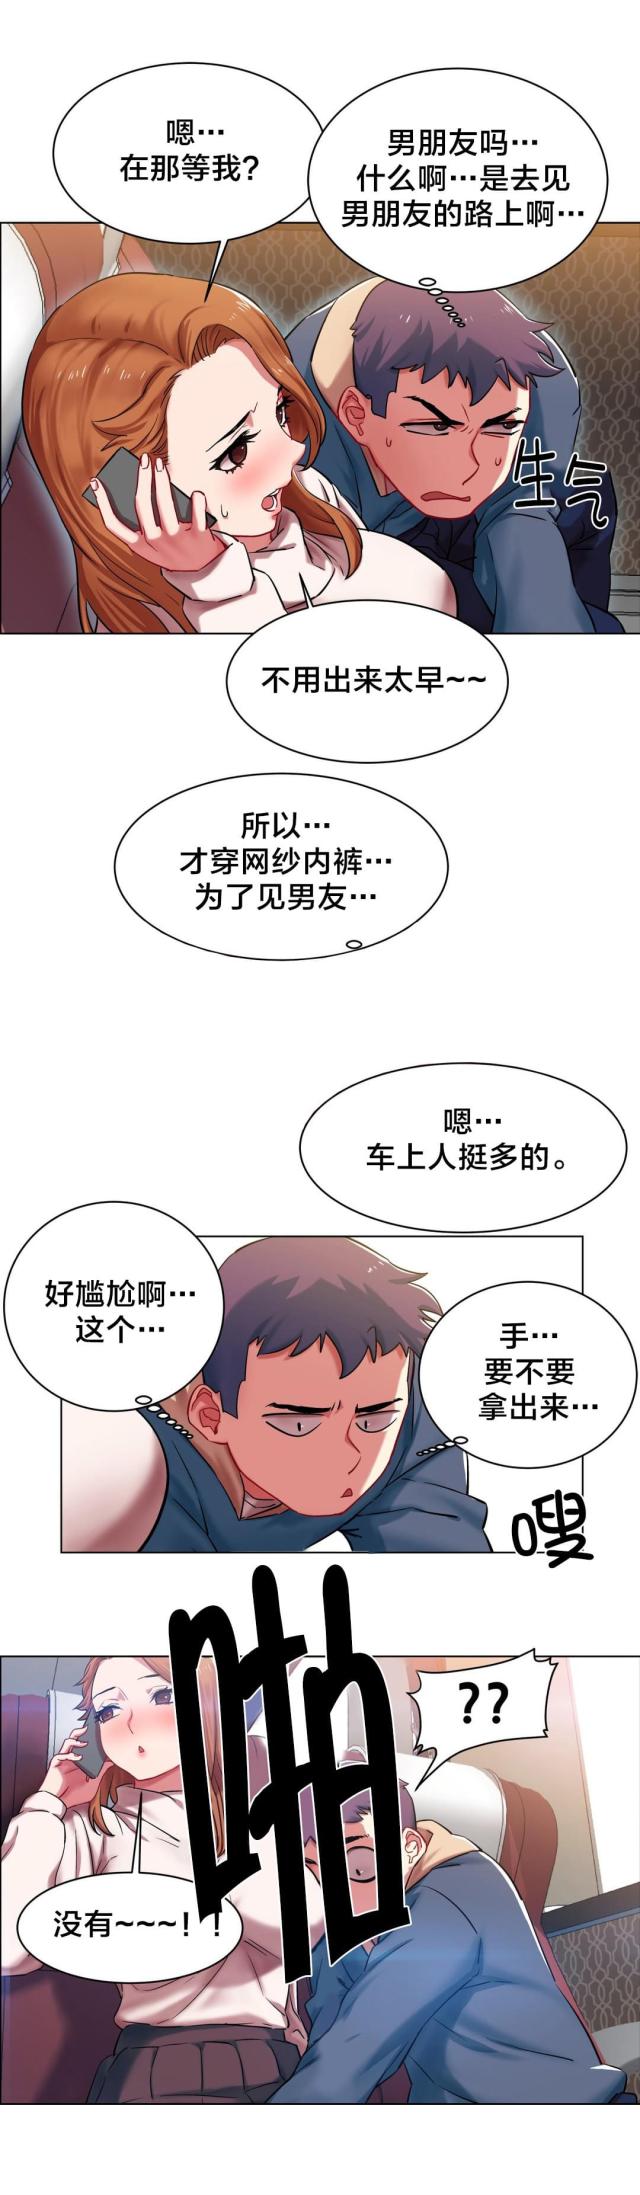 嗯…
在那等我?
男朋友吗…
什么啊…是去见
男朋友的路上啊…
生气
不用出来太早~~
所以…
才穿网纱内裤…
为了见男友…
嗯…
车上人挺多的。
好尴尬啊…
这个…
手…
要不要
拿出来…
嗖
啪
??
没有~~~!!